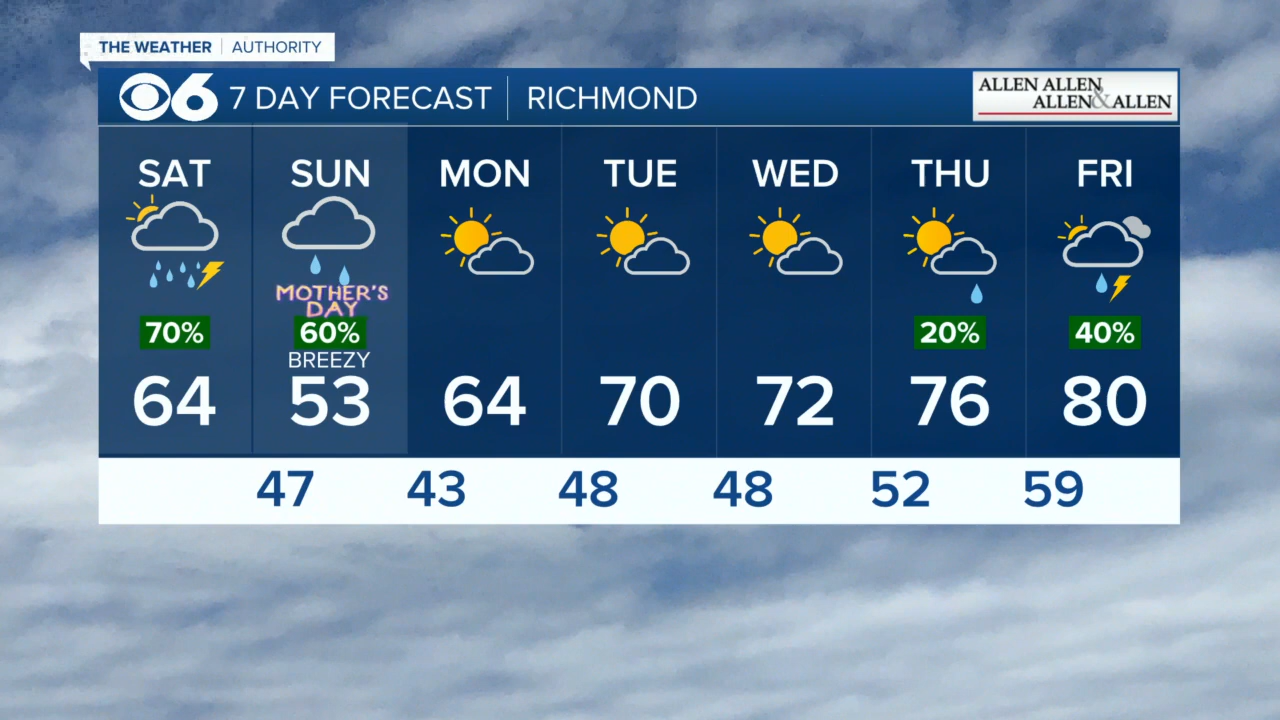 THE WEATHER | AUTHORITY
6 7 DAY FORECAST | RICHMOND
ALLEN ALLEN
ALLEN & ALLEN
SAT SUN MON TUE WED THU FRI
MOTHER'S
DAY
70% 60% 20% 40%
BREEZY
64 53 64 70 72 76 80
47 43 48 48 52 59